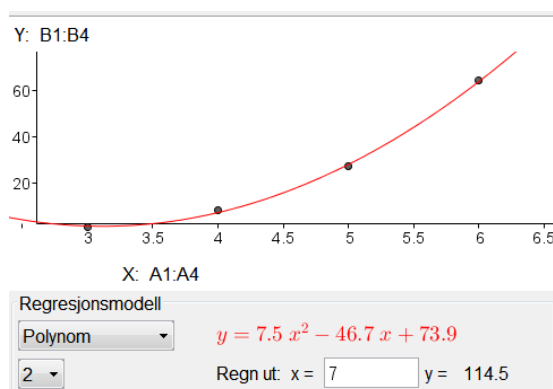 Y: B1:B4
60
40
20
3 3.5 4 4.5 5 5.5 6 6.5
X: A1:A4
Regresjonsmodell
Polynom y = 7.5 x² − 46.7 x + 73.9
2 Regn ut: x = 7 y = 114.5